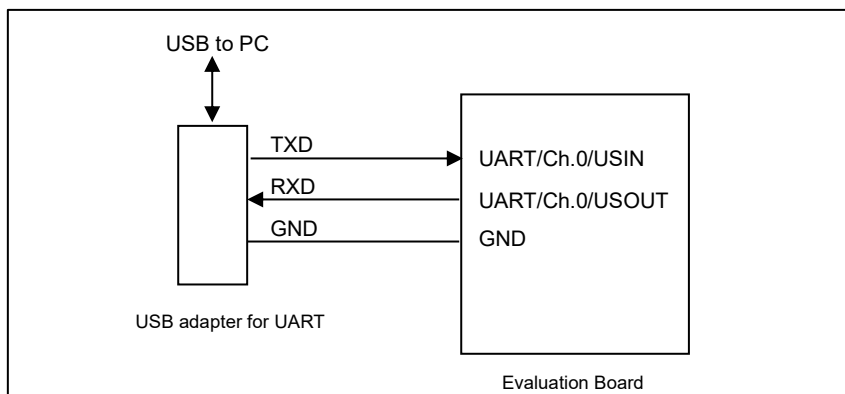 USB to PC
TXD
UART/Ch.0/USIN
RXD
UART/Ch.0/USOUT
GND
GND
USB adapter for UART
Evaluation Board